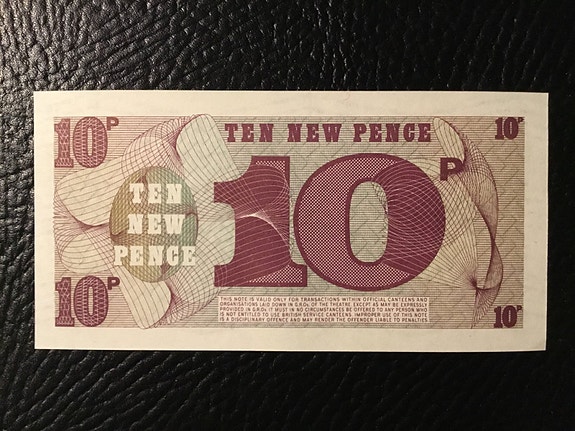 10P
TEN NEW PENCE
10P
TEN
NEW
PENCE
10P
10P
10P
THIS NOTE IS VALID ONLY FOR TRANSACTIONS WITHIN OFFICIAL CANTEENS AND
ORGANISATIONS LAID DOWN IN G.ROs. OF THE THEATRE. EXCEPT AS MAY BE EXPRESSLY
PROVIDED IN G.ROs. IT MUST IN NO CIRCUMSTANCES BE OFFERED TO ANY PERSON WHO
IS NOT ENTITLED TO USE BRITISH SERVICE CANTEENS. IMPROPER USE OF THIS NOTE
IS A DISCIPLINARY OFFENCE AND MAY RENDER THE OFFENDER LIABLE TO PENALTIES